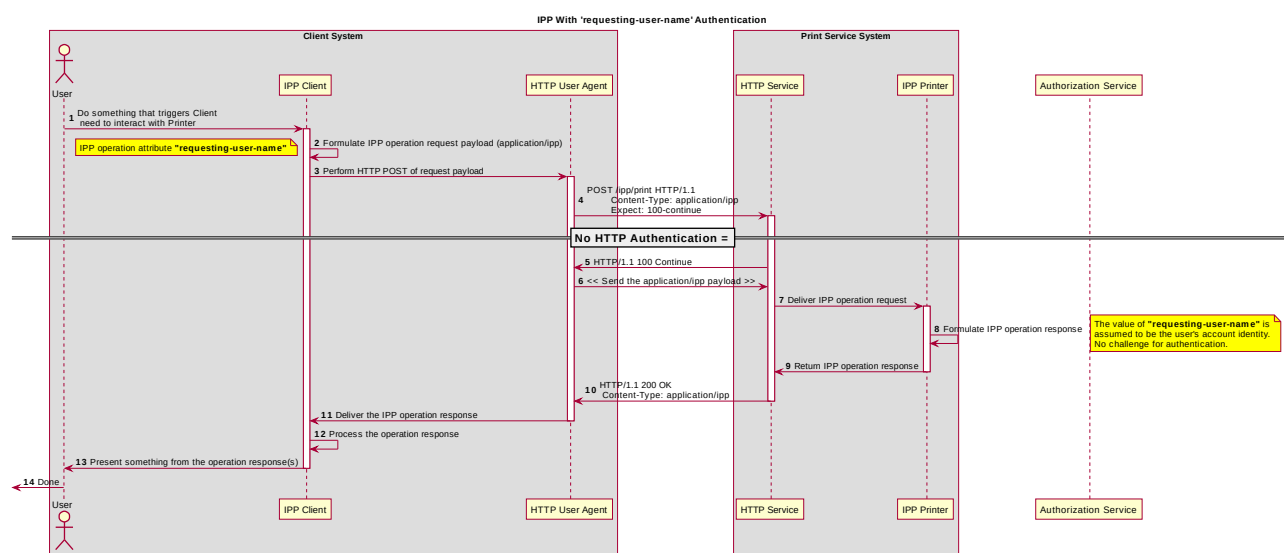 IPP With 'requesting-user-name' Authentication
Client System
Print Service System
User
IPP Client
HTTP User Agent
HTTP Service
IPP Printer
Authorization Service
1 Do something that triggers Client
need to interact with Printer
IPP operation attribute "requesting-user-name"
2 Formulate IPP operation request payload (application/ipp)
3 Perform HTTP POST of request payload
POST /ipp/print HTTP/1.1
4 Content-Type: application/ipp
Expect: 100-continue
No HTTP Authentication =
5 HTTP/1.1 100 Continue
6 << Send the application/ipp payload >>
7 Deliver IPP operation request
8 Formulate IPP operation response
The value of "requesting-user-name" is
assumed to be the user's account identity.
No challenge for authentication.
9 Return IPP operation response
10 HTTP/1.1 200 OK
Content-Type: application/ipp
11 Deliver the IPP operation response
12 Process the operation response
13 Present something from the operation response(s)
14 Done
User
IPP Client
HTTP User Agent
HTTP Service
IPP Printer
Authorization Service